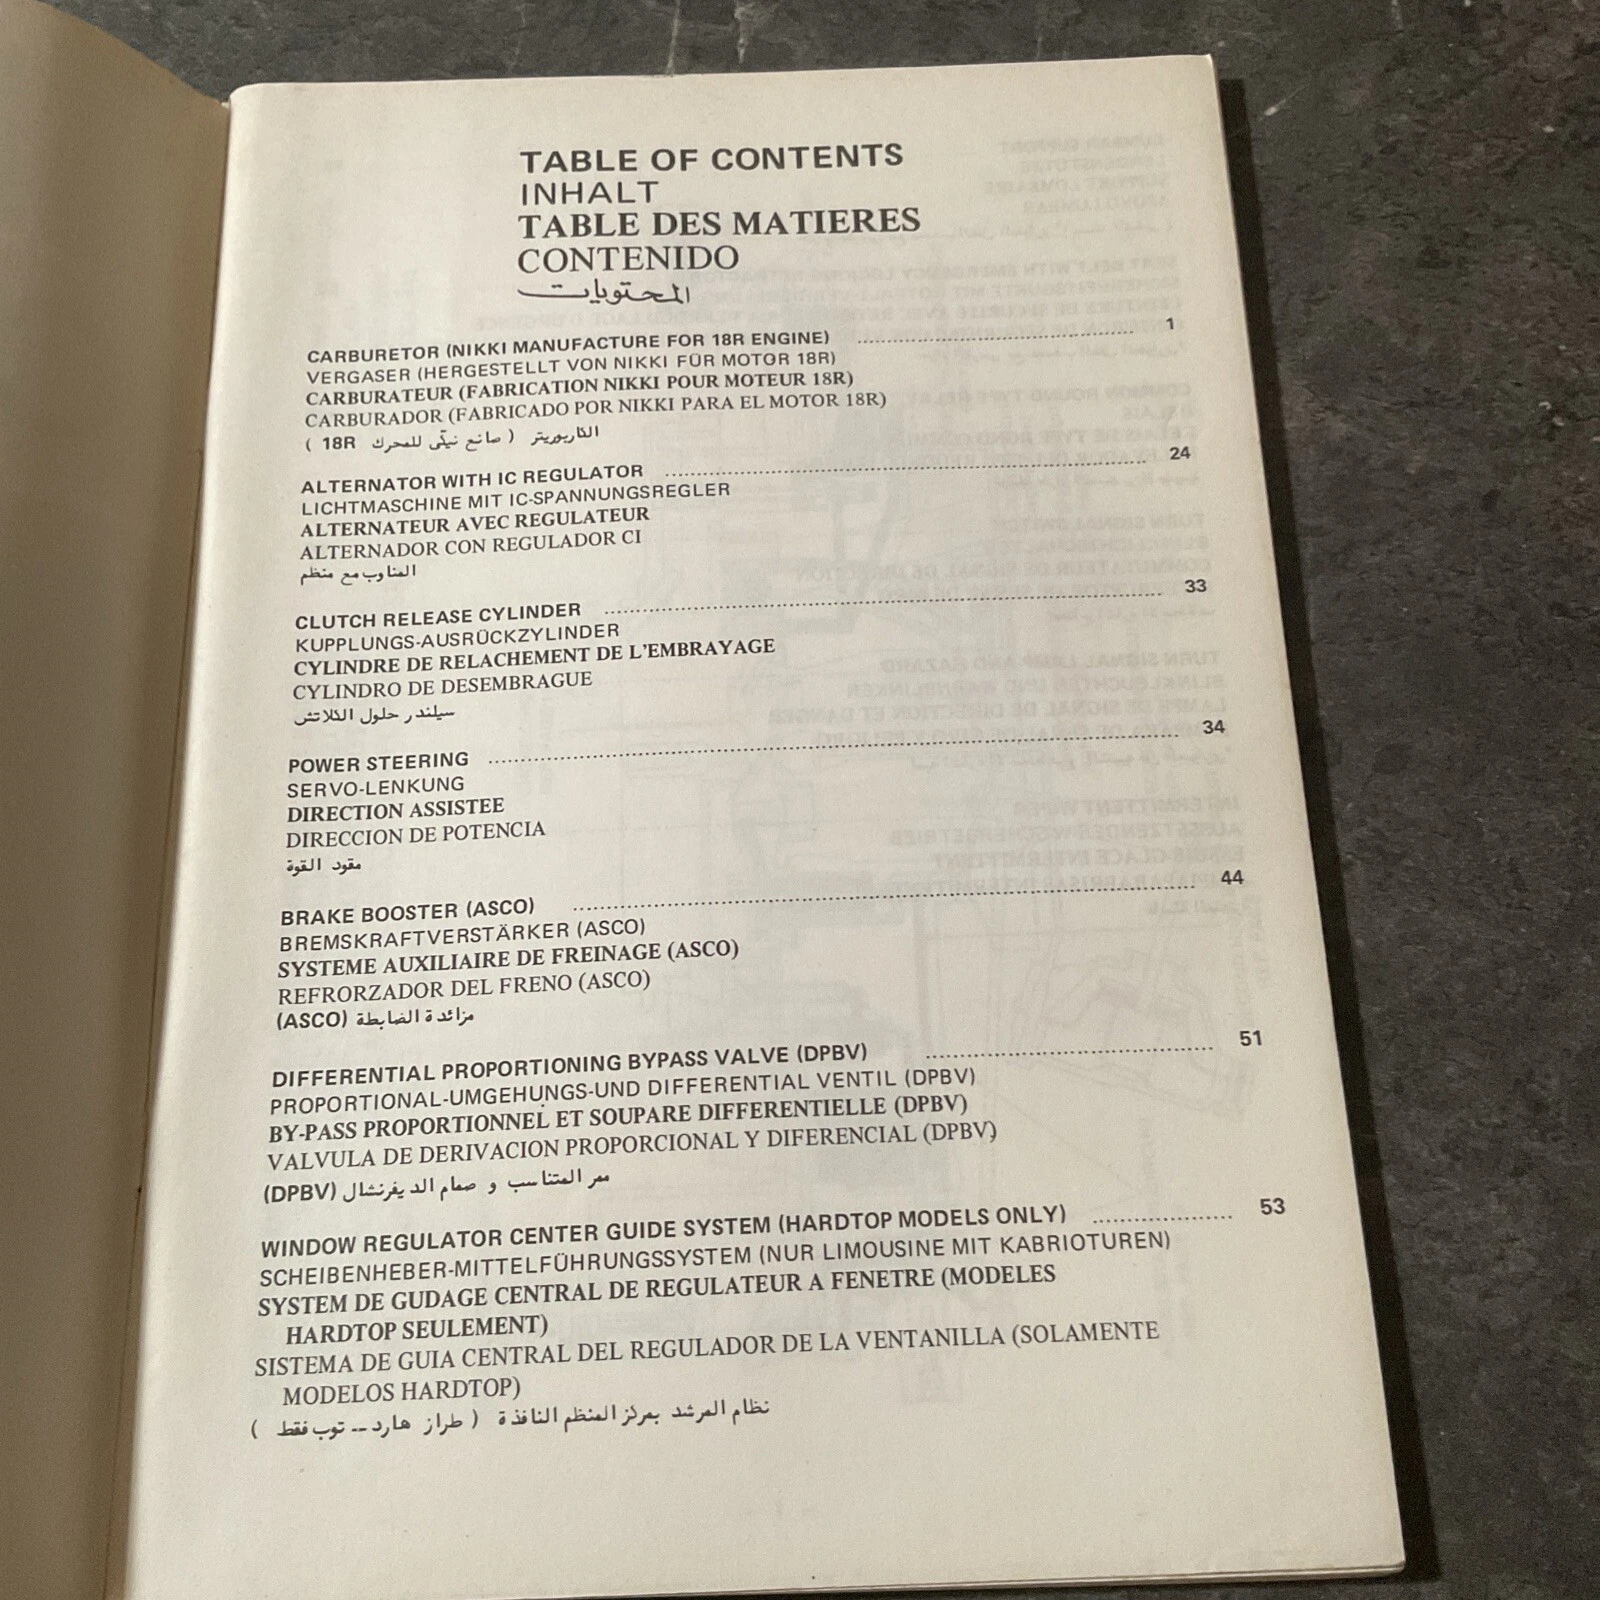 TABLE OF CONTENTS
INHALT
TABLE DES MATIERES
CONTENIDO
المحتويات
CARBURETOR (NIKKI MANUFACTURE FOR 18R ENGINE) 1
VERGASER (HERGESTELLT VON NIKKI FÜR MOTOR 18R)
CARBURATEUR (FABRICATION NIKKI POUR MOTEUR 18R)
CARBURADOR (FABRICADO POR NIKKI PARA EL MOTOR 18R)
الكاربوريتر ( صانع نيكّي للمحرك 18R )
ALTERNATOR WITH IC REGULATOR 24
LICHTMASCHINE MIT IC-SPANNUNGSREGLER
ALTERNATEUR AVEC REGULATEUR
ALTERNADOR CON REGULADOR CI
المناوب مع منظم
CLUTCH RELEASE CYLINDER 33
KUPPLUNGS-AUSRÜCKZYLINDER
CYLINDRE DE RELACHEMENT DE L'EMBRAYAGE
CYLINDRO DE DESEMBRAGUE
سيلندر حلول الكلاتش
POWER STEERING 34
SERVO-LENKUNG
DIRECTION ASSISTEE
DIRECCION DE POTENCIA
مقود القوة
BRAKE BOOSTER (ASCO) 44
BREMSKRAFTVERSTÄRKER (ASCO)
SYSTEME AUXILIAIRE DE FREINAGE (ASCO)
REFRORZADOR DEL FRENO (ASCO)
مزائدة الضابطة (ASCO)
DIFFERENTIAL PROPORTIONING BYPASS VALVE (DPBV) 51
PROPORTIONAL-UMGEHUNGS-UND DIFFERENTIAL VENTIL (DPBV)
BY-PASS PROPORTIONNEL ET SOUPARE DIFFERENTIELLE (DPBV)
VALVULA DE DERIVACION PROPORCIONAL Y DIFERENCIAL (DPBV)
ممر المتناسب و صمام الديفرنشال (DPBV)
WINDOW REGULATOR CENTER GUIDE SYSTEM (HARDTOP MODELS ONLY) 53
SCHEIBENHEBER-MITTELFÜHRUNGSSYSTEM (NUR LIMOUSINE MIT KABRIOTUREN)
SYSTEM DE GUDAGE CENTRAL DE REGULATEUR A FENETRE (MODELES
HARDTOP SEULEMENT)
SISTEMA DE GUIA CENTRAL DEL REGULADOR DE LA VENTANILLA (SOLAMENTE
MODELOS HARDTOP)
نظام المرشد بمركز المنظم النافذة ( طراز هارد -- توب فقط )